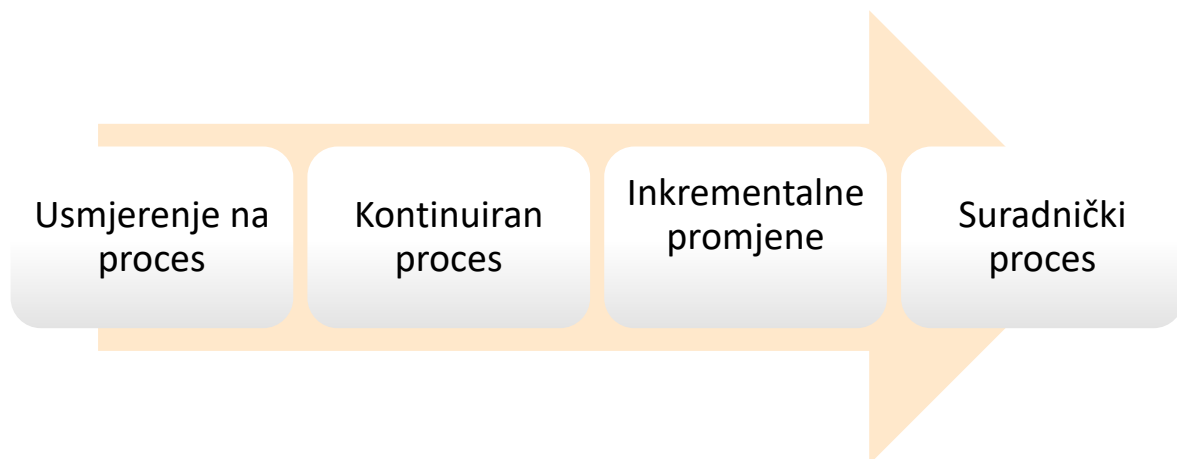 Usmjerenje na
proces
Kontinuiran
proces
Inkrementalne
promjene
Suradnički
proces